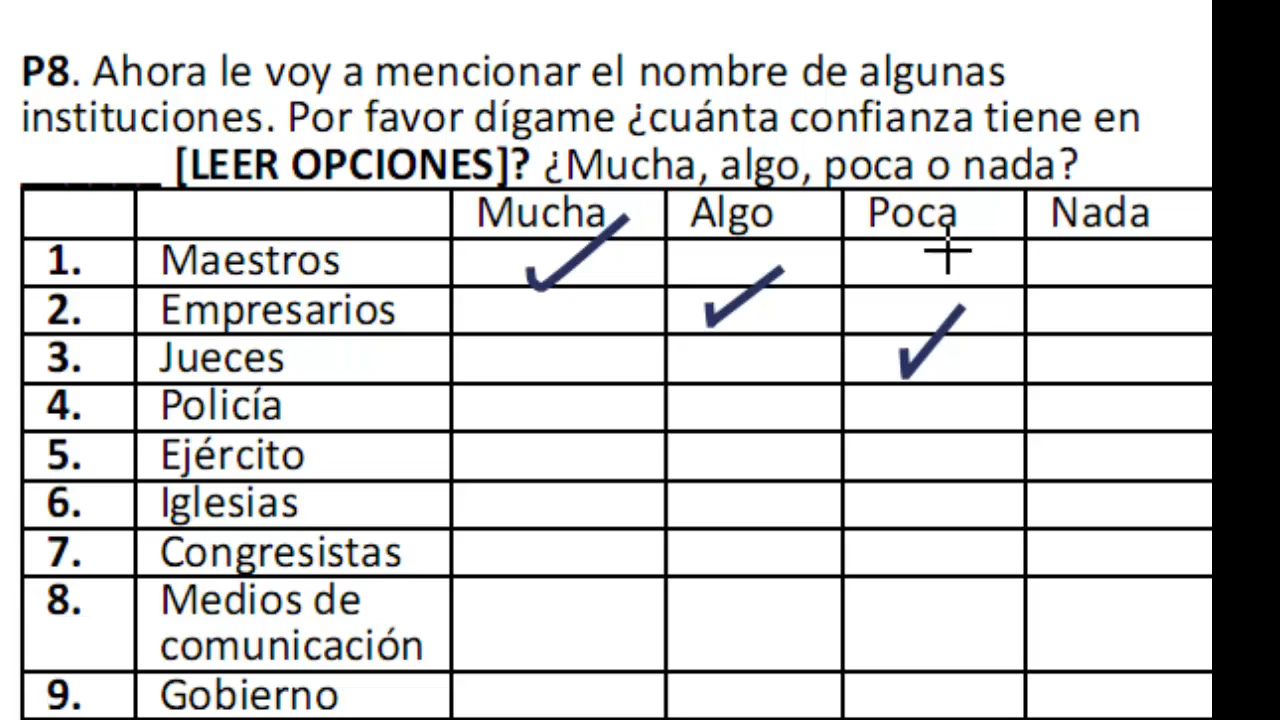 P8. Ahora le voy a mencionar el nombre de algunas
instituciones. Por favor dígame ¿cuánta confianza tiene en
______ [LEER OPCIONES]? ¿Mucha, algo, poca o nada?
Mucha Algo Poca Nada
1. Maestros
2. Empresarios
3. Jueces
4. Policía
5. Ejército
6. Iglesias
7. Congresistas
8. Medios de
comunicación
9. Gobierno